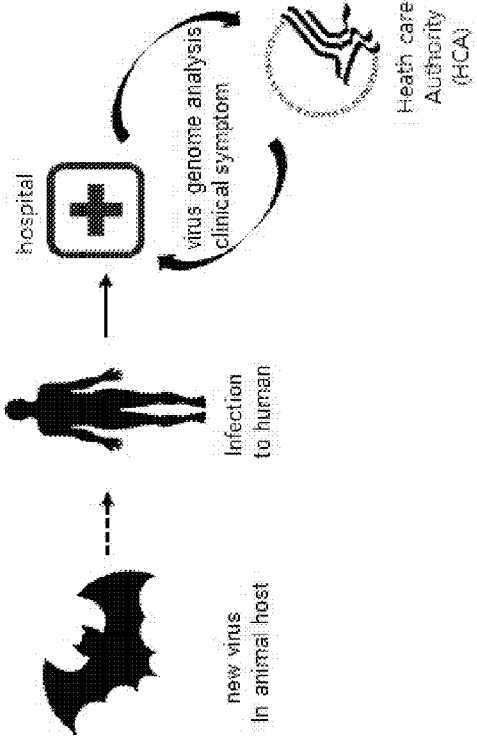 new virus
In animal host
Infection
to human
hospital
virus genome analysis
clinical symptom
Heath care
Authority
(HCA)